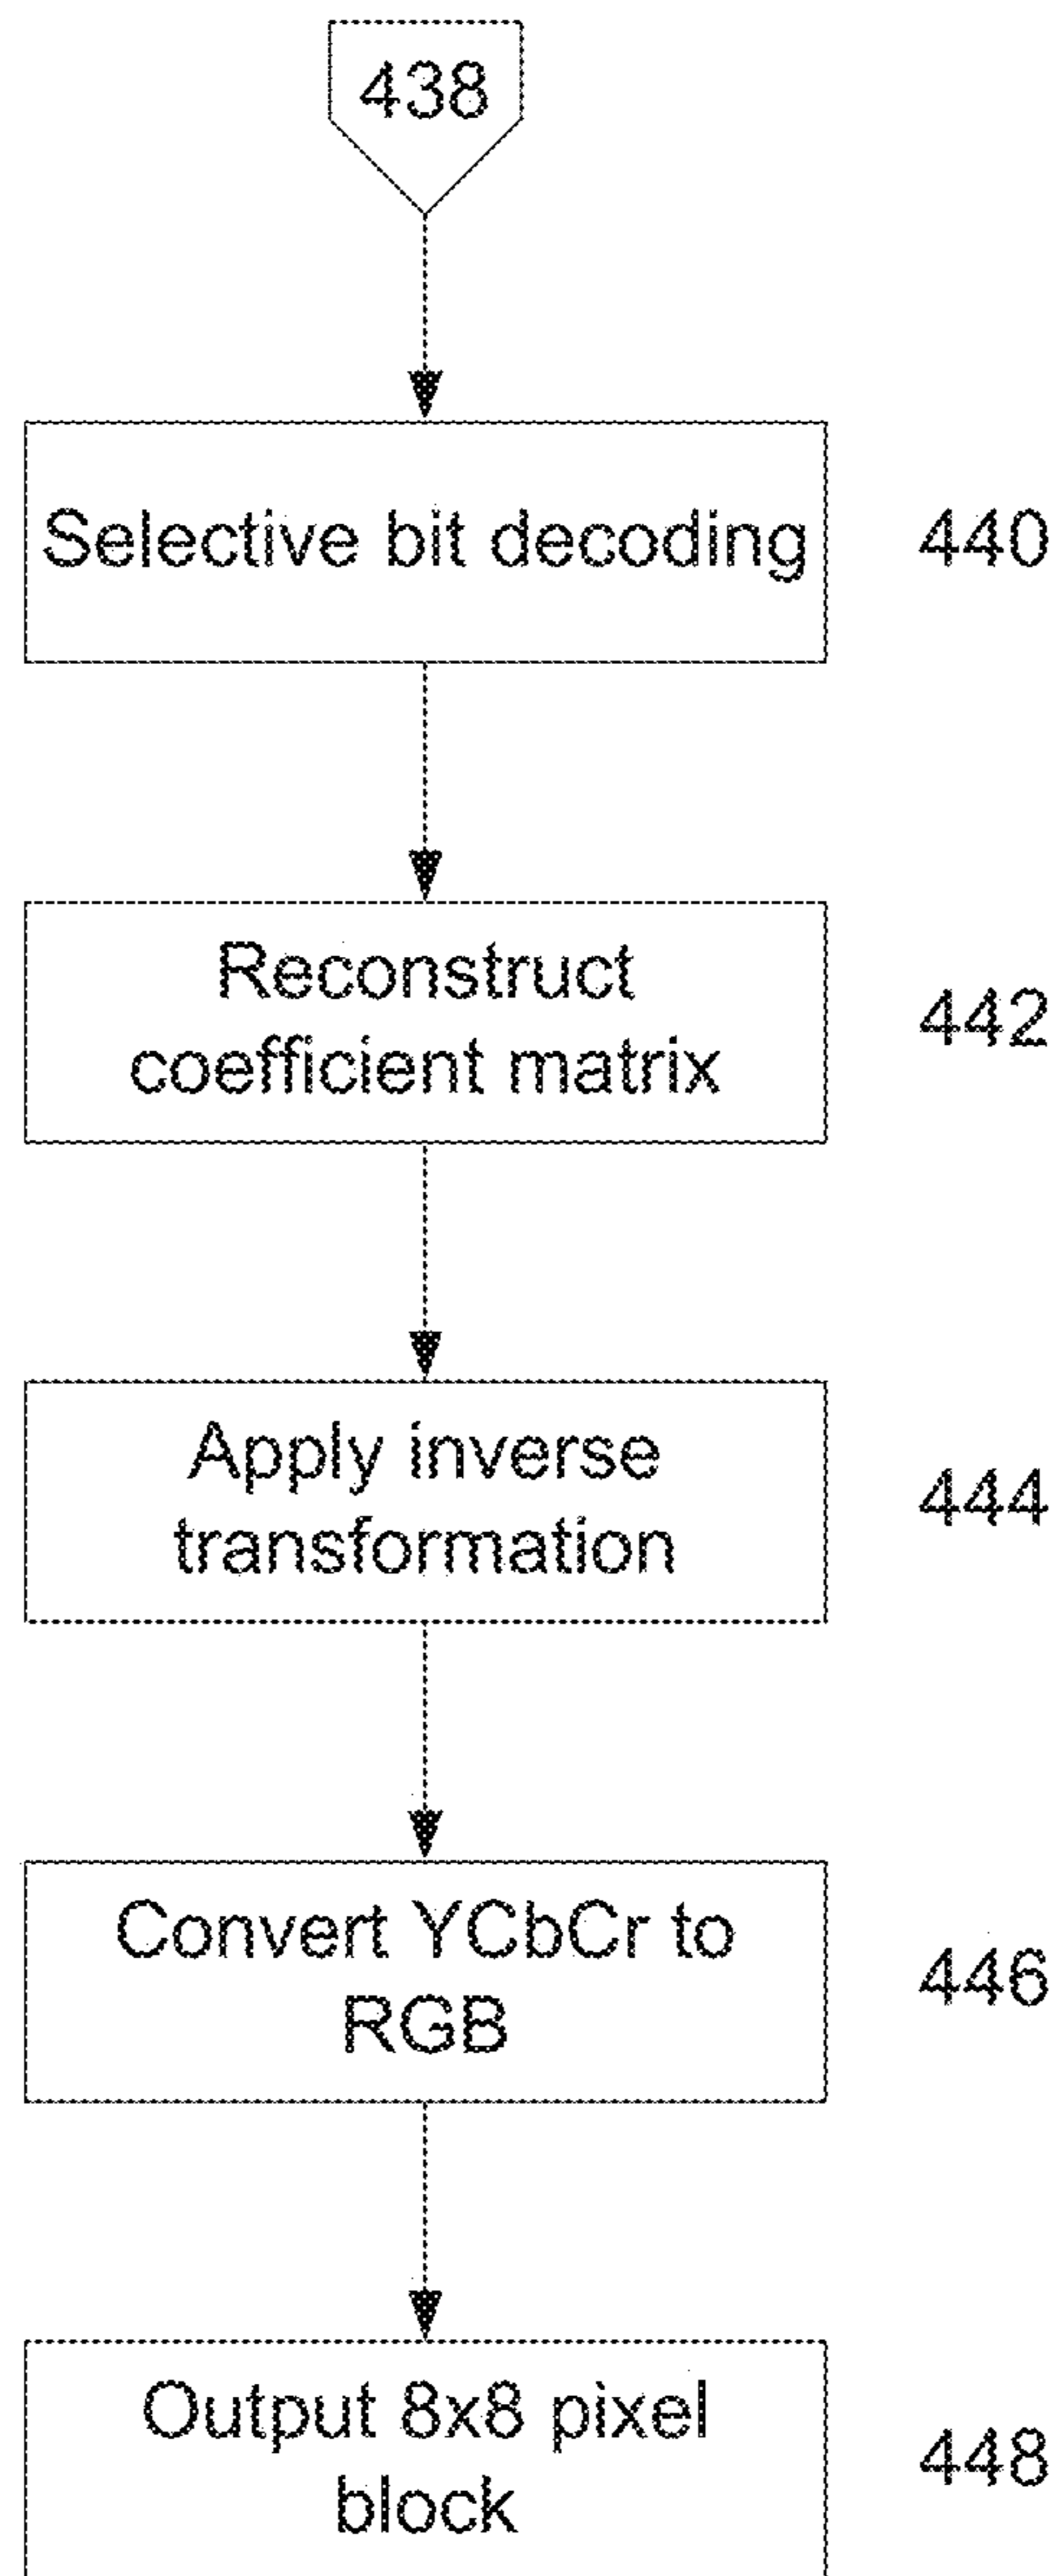 438
Selective bit decoding
440
Reconstruct
coefficient matrix
442
Apply inverse
transformation
444
Convert YCbCr to
RGB
446
Output 8x8 pixel
block
448